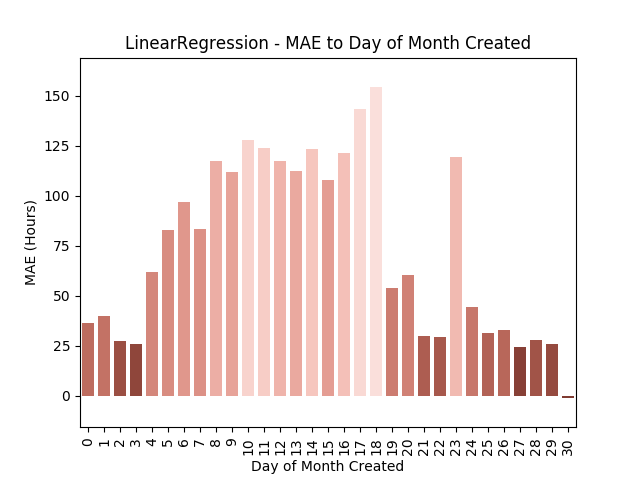 LinearRegression - MAE to Day of Month Created
MAE (Hours)
150
125
100
75
50
25
0
0 1 2 3 4 5 6 7 8 9 10 11 12 13 14 15 16 17 18 19 20 21 22 23 24 25 26 27 28 29 30
Day of Month Created